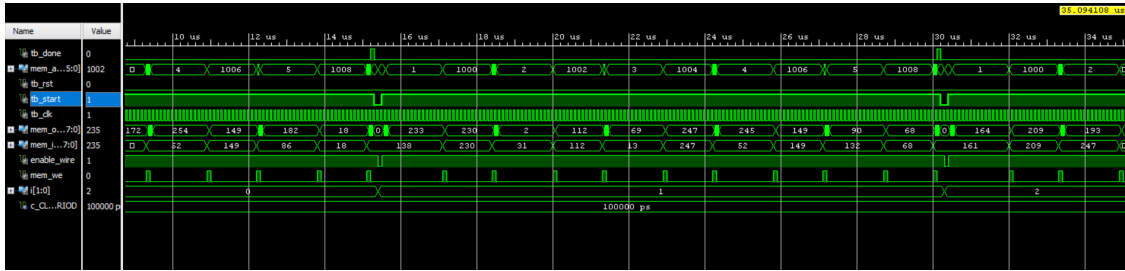 35.094108 us
Name Value
10 us 12 us 14 us 16 us 18 us 20 us 22 us 24 us 26 us 28 us 30 us 32 us 34 us
tb_done 0
mem_a...5:0] 1002 4 1006 5 1008 1 1000 2 1002 3 1004 4 1006 5 1008 1 1000 2
tb_rst 0
tb_start 1
tb_clk 1
mem_o...7:0] 235 172 254 149 182 18 0 233 230 2 112 69 247 245 149 90 68 0 164 209 193
mem_i...7:0] 235 52 149 86 18 138 230 31 112 13 247 52 149 132 68 161 209 247
enable_wire 1
mem_we 0
i[1:0] 2 0 1 2
c_CL...RIOD 100000 p 100000 ps